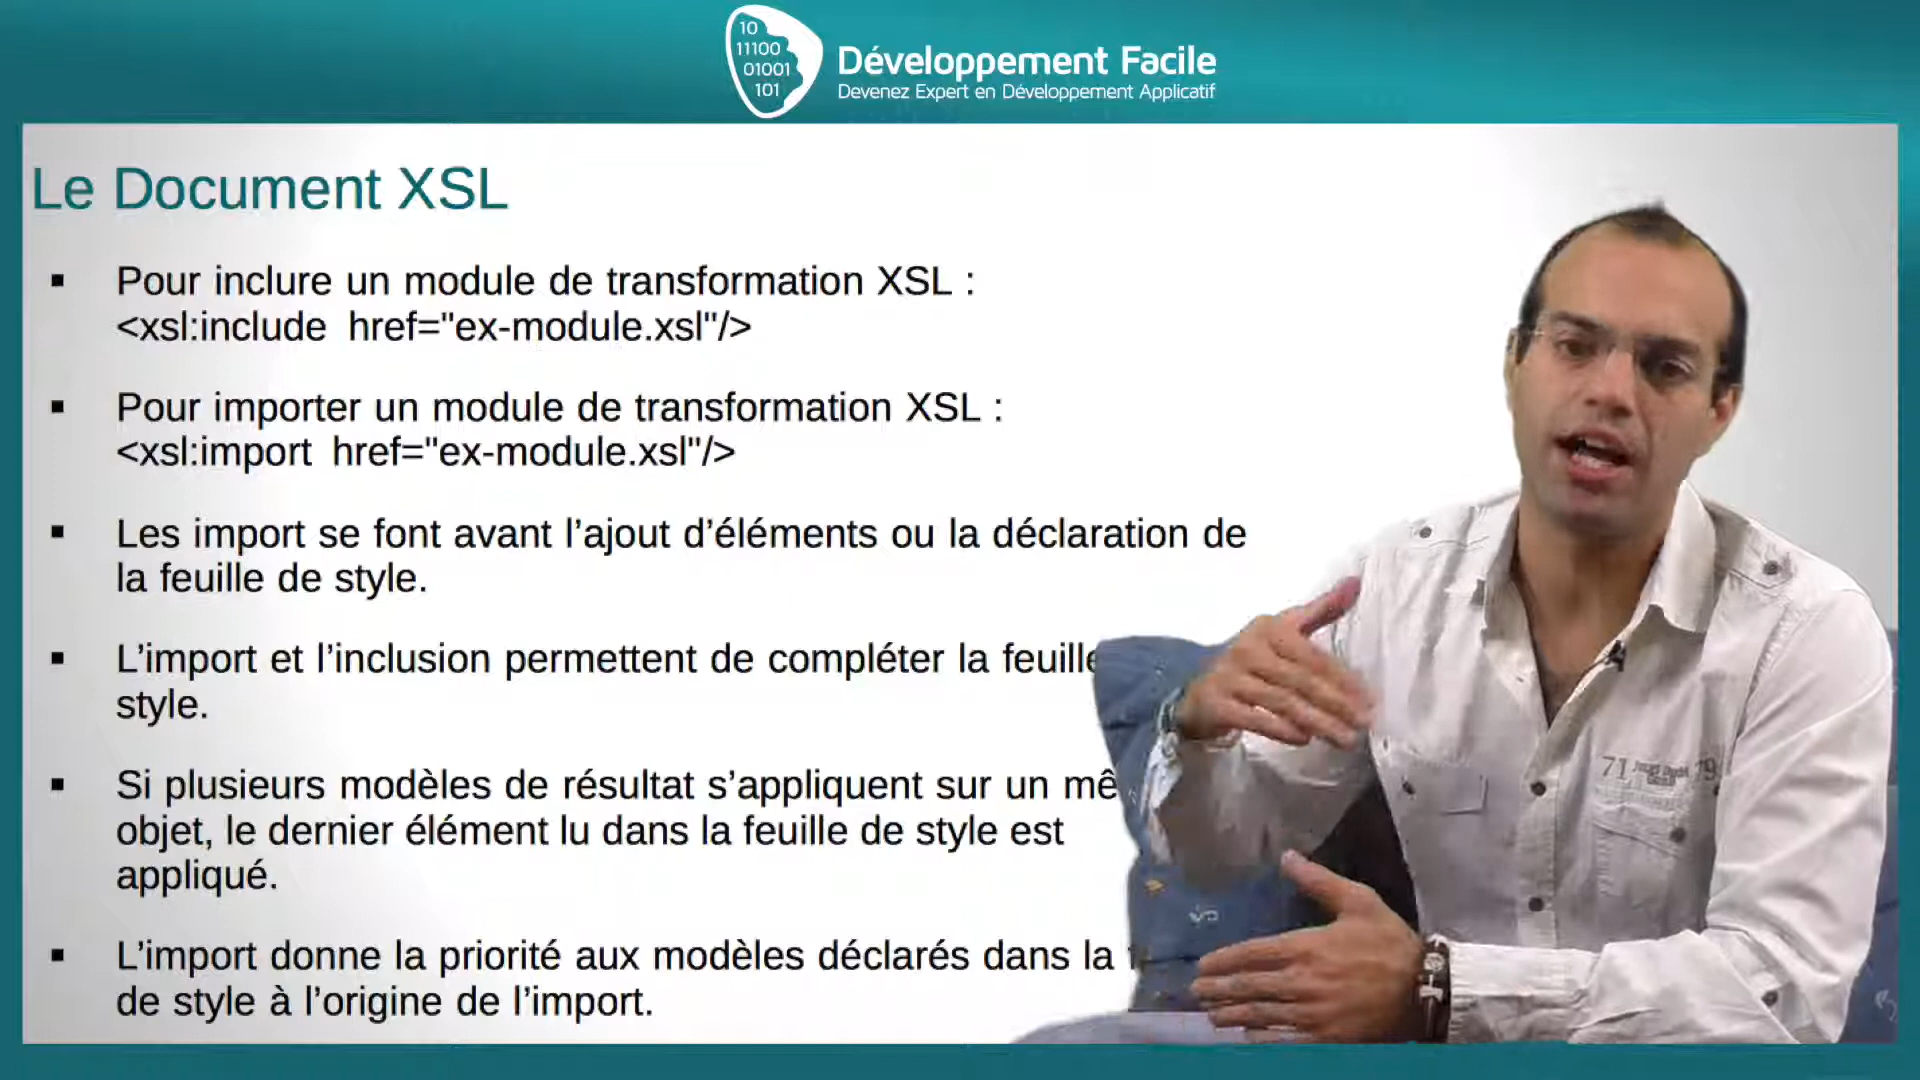 10
11100
01001
101
Développement Facile
Devenez Expert en Développement Applicatif
Le Document XSL
▪ Pour inclure un module de transformation XSL :
<xsl:include href="ex-module.xsl"/>
▪ Pour importer un module de transformation XSL :
<xsl:import href="ex-module.xsl"/>
▪ Les import se font avant l’ajout d’éléments ou la déclaration de
la feuille de style.
▪ L’import et l’inclusion permettent de compléter la feuille
style.
▪ Si plusieurs modèles de résultat s’appliquent sur un
objet, le dernier élément lu dans la feuille de style est
appliqué.
▪ L’import donne la priorité aux modèles déclarés dans la
de style à l’origine de l’import.
71 79